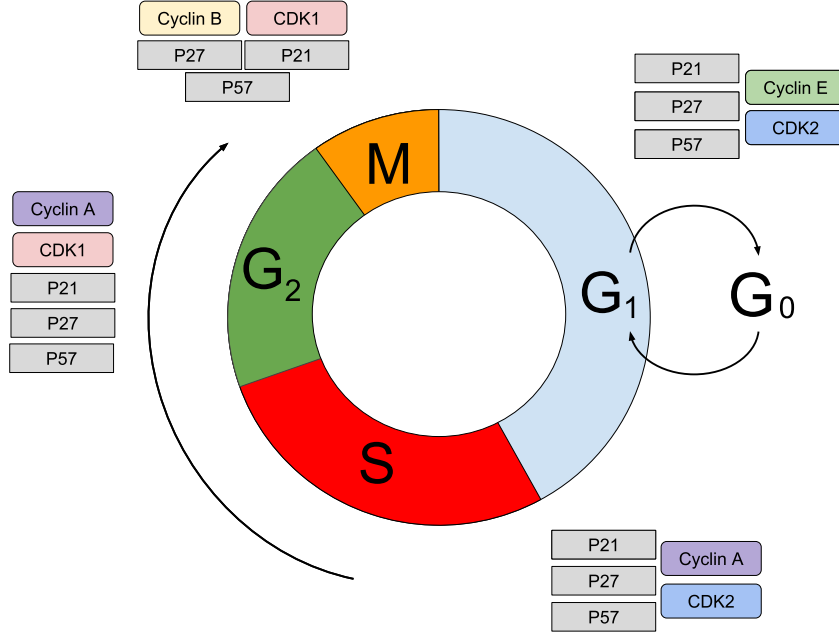 Cyclin B CDK1
P27 P21
P57
P21
P27
P57
Cyclin E
CDK2
M
G2
G1
G0
S
Cyclin A
CDK1
P21
P27
P57
P21
P27
P57
Cyclin A
CDK2